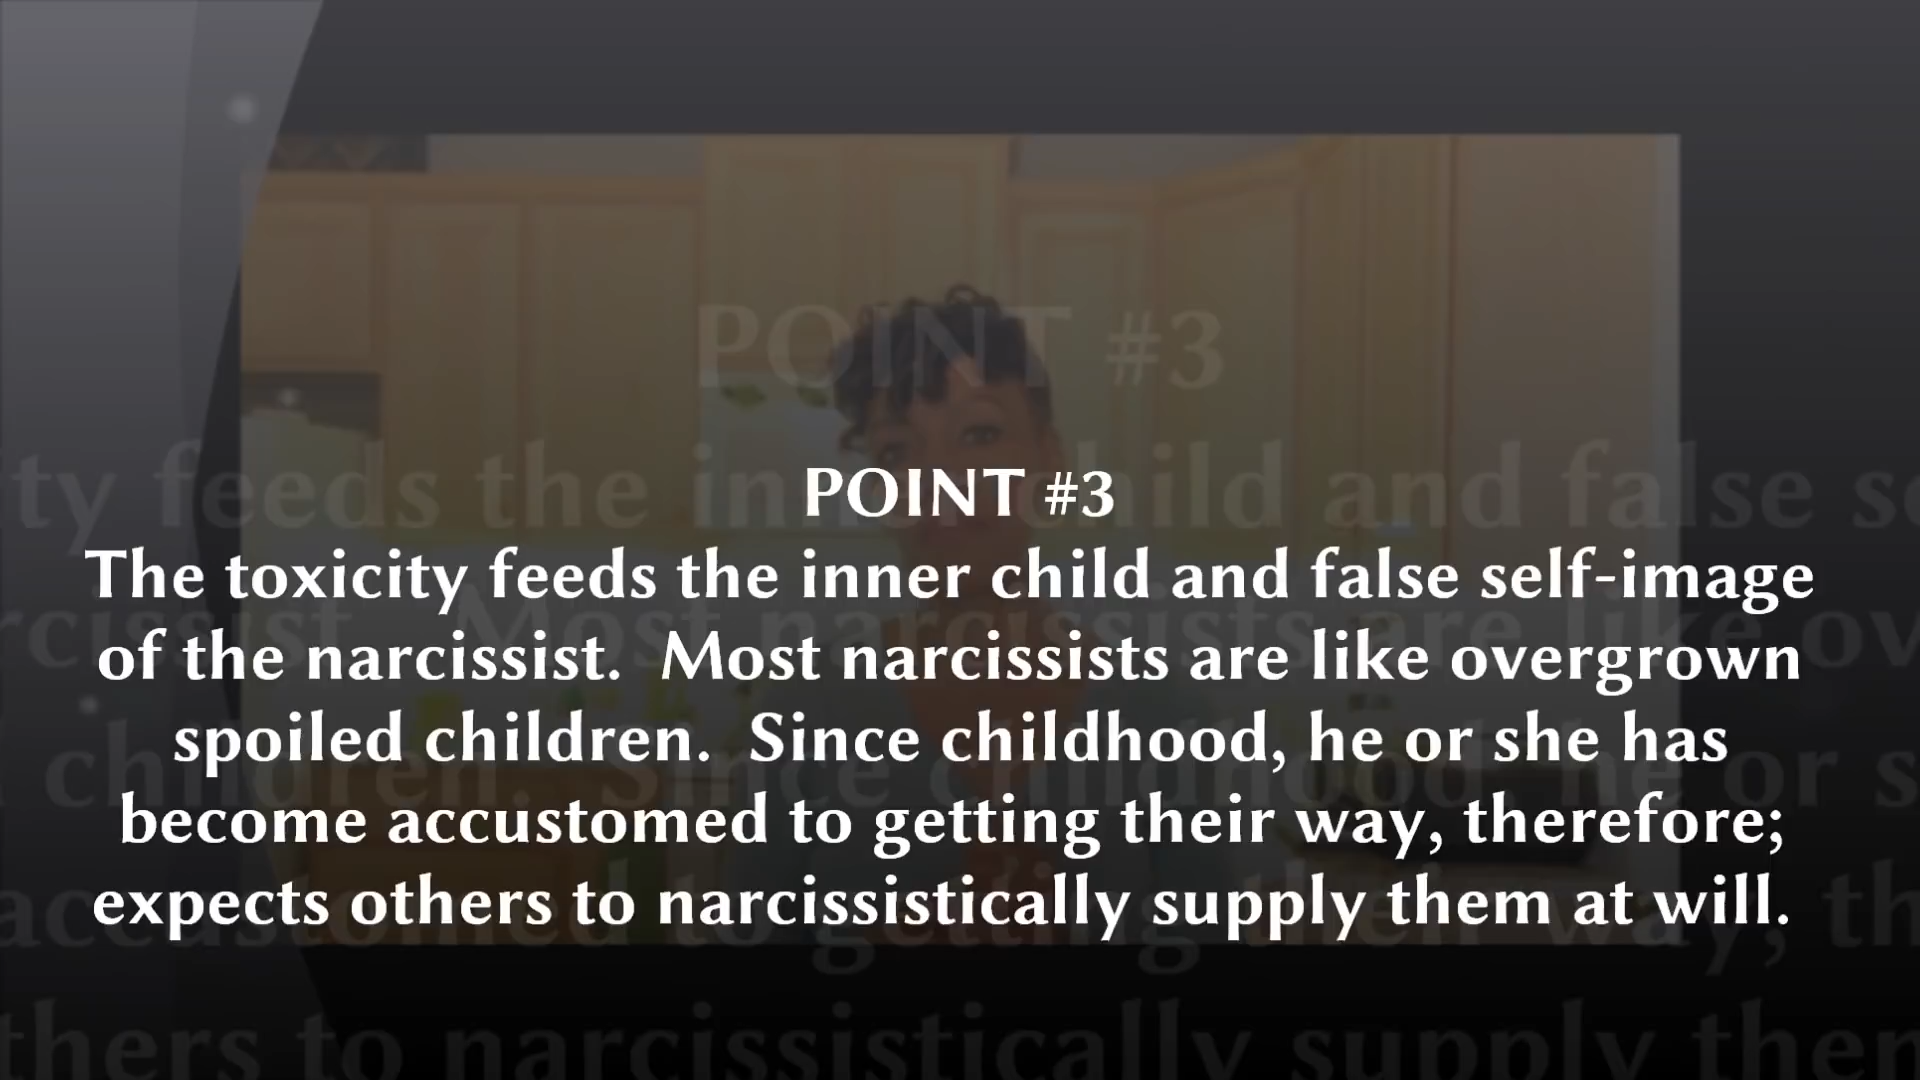 POINT #3
The toxicity feeds the inner child and false self-image
of the narcissist.  Most narcissists are like overgrown
spoiled children.  Since childhood, he or she has
become accustomed to getting their way, therefore;
expects others to narcissistically supply them at will.